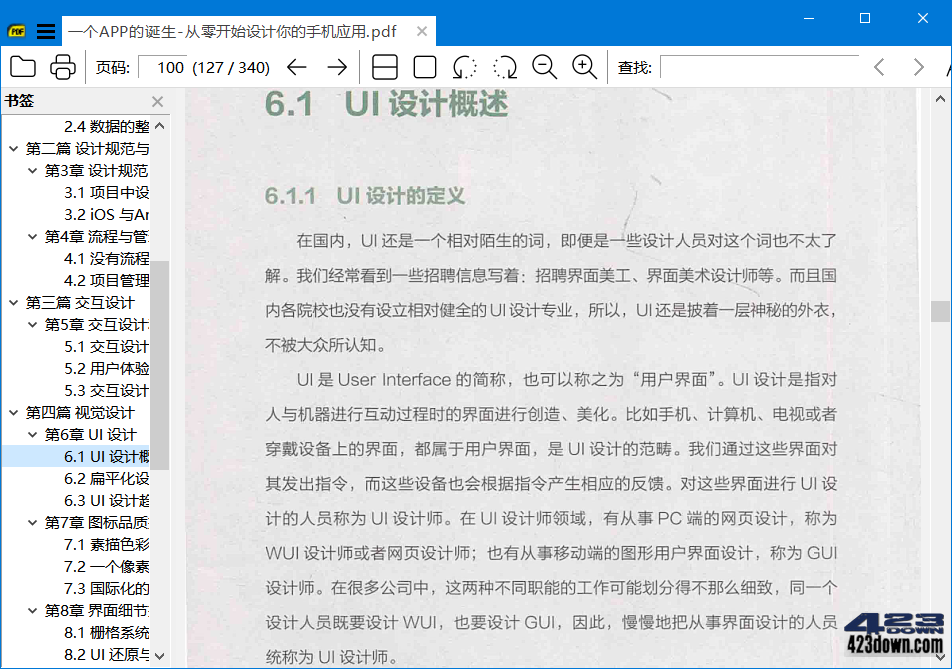 PDF
一个APP的诞生-从零开始设计你的手机应用.pdf
页码: 100 (127 / 340)
查找:
书签
2.4 数据的整
第二篇 设计规范与
第3章 设计规范
3.1 项目中设
3.2 iOS 与An
第4章 流程与管
4.1 没有流程
4.2 项目管理
第三篇 交互设计
第5章 交互设计
5.1 交互设计
5.2 用户体验
5.3 交互设计
第四篇 视觉设计
第6章 UI 设计
6.1 UI 设计概
6.2 扁平化设
6.3 UI 设计趋
第7章 图标品质
7.1 素描色彩
7.2 一个像素
7.3 国际化的
第8章 界面细节
8.1 栅格系统
8.2 UI 还原与
6.1 UI 设计概述
6.1.1 UI 设计的定义
在国内，UI 还是一个相对陌生的词，即便是一些设计人员对这个词也不太了
解。我们经常看到一些招聘信息写着：招聘界面美工、界面美术设计师等。而且国
内各院校也没有设立相对健全的 UI 设计专业，所以，UI 还是披着一层神秘的外衣，
不被大众所认知。
UI 是 User Interface 的简称，也可以称之为“用户界面”。UI 设计是指对
人与机器进行互动过程时的界面进行创造、美化。比如手机、计算机、电视或者
穿戴设备上的界面，都属于用户界面，是 UI 设计的范畴。我们通过这些界面对
其发出指令，而这些设备也会根据指令产生相应的反馈。对这些界面进行 UI 设
计的人员称为 UI 设计师。在 UI 设计师领域，有从事 PC 端的网页设计，称为
WUI 设计师或者网页设计师；也有从事移动端的图形用户界面设计，称为 GUI
设计师。在很多公司中，这两种不同职能的工作可能划分得不那么细致，同一个
设计人员既要设计 WUI，也要设计 GUI，因此，慢慢地把从事界面设计的人员
统称为 UI 设计师。
423
DOWN
423down.com